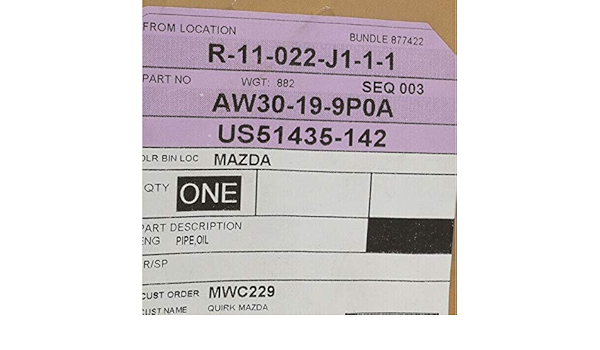 FROM LOCATION
BUNDLE 877422
R-11-022-J1-1-1
PART NO WGT: 882 SEQ 003
AW30-19-9P0A
US51435-142
DLR BIN LOC MAZDA
QTY ONE
PART DESCRIPTION
ENG PIPE,OIL
R/SP
CUST ORDER MWC229
CUST NAME QUIRK MAZDA